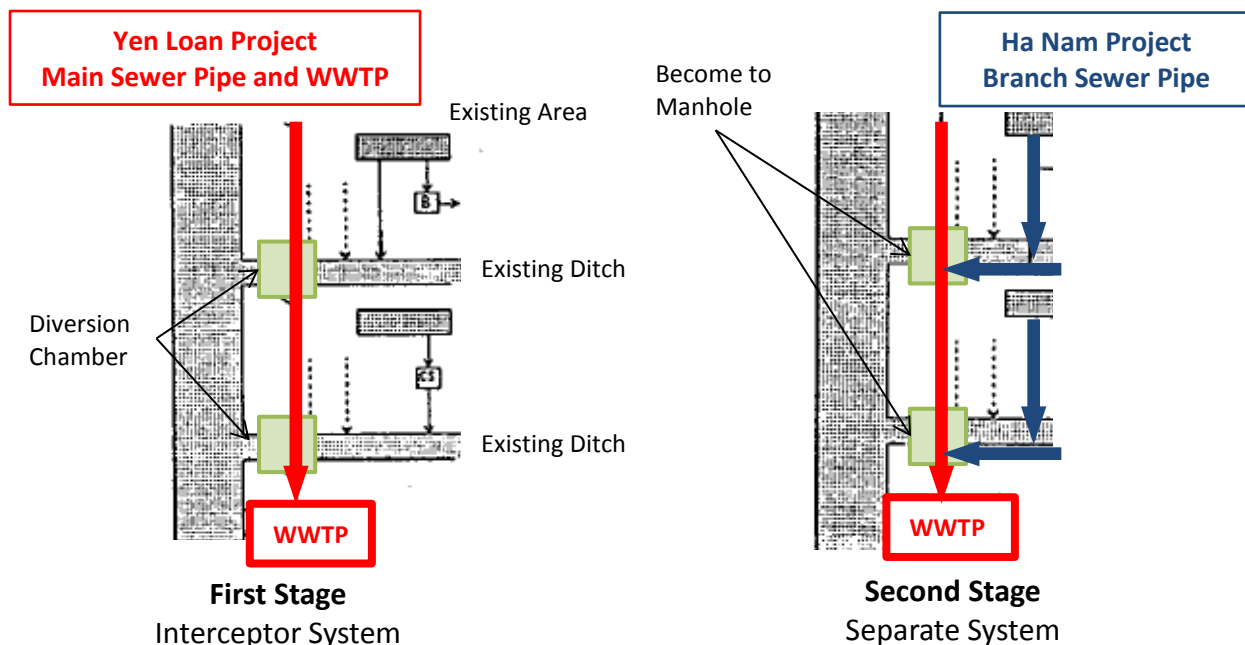 Yen Loan Project
Main Sewer Pipe and WWTP
Ha Nam Project
Branch Sewer Pipe
Become to
Manhole
Existing Area
B
Existing Ditch
Diversion
Chamber
Existing Ditch
WWTP
WWTP
First Stage
Interceptor System
Second Stage
Separate System